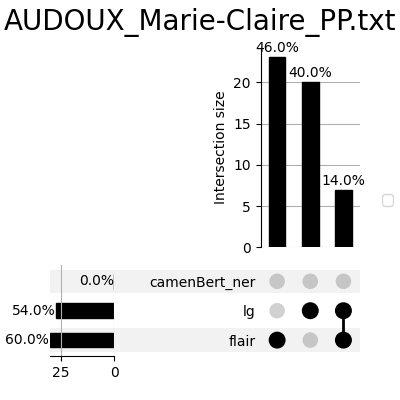 AUDOUX_Marie-Claire_PP.txt
46.0%
40.0%
14.0%
Intersection size
20
15
10
5
0
0.0%
camenBert_ner
54.0%
lg
60.0%
flair
25
0